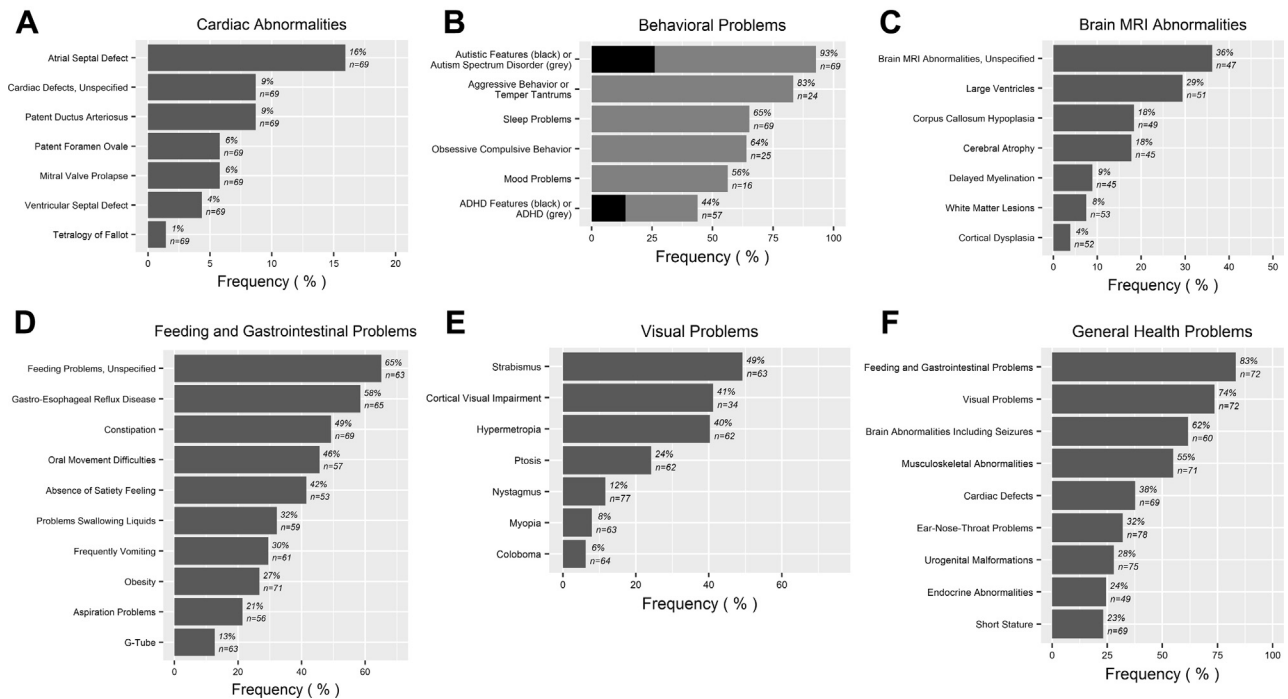 A
Cardiac Abnormalities
Atrial Septal Defect
16%
n=69
Cardiac Defects, Unspecified
9%
n=69
Patent Ductus Arteriosus
9%
n=69
Patent Foramen Ovale
6%
n=69
Mitral Valve Prolapse
6%
n=69
Ventricular Septal Defect
4%
n=69
Tetralogy of Fallot
1%
n=69
0 5 10 15 20
Frequency ( % )
B
Behavioral Problems
Autistic Features (black) or
Autism Spectrum Disorder (grey)
93%
n=69
Aggressive Behavior or
Temper Tantrums
83%
n=24
Sleep Problems
65%
n=69
Obsessive Compulsive Behavior
64%
n=25
Mood Problems
56%
n=16
ADHD Features (black) or
ADHD (grey)
44%
n=57
0 25 50 75 100
Frequency ( % )
C
Brain MRI Abnormalities
Brain MRI Abnormalities, Unspecified
36%
n=47
Large Ventricles
29%
n=51
Corpus Callosum Hypoplasia
18%
n=49
Cerebral Atrophy
18%
n=45
Delayed Myelination
9%
n=45
White Matter Lesions
8%
n=53
Cortical Dysplasia
4%
n=52
0 10 20 30 40 50
Frequency ( % )
D
Feeding and Gastrointestinal Problems
Feeding Problems, Unspecified
65%
n=63
Gastro-Esophageal Reflux Disease
58%
n=65
Constipation
49%
n=69
Oral Movement Difficulties
46%
n=57
Absence of Satiety Feeling
42%
n=53
Problems Swallowing Liquids
32%
n=59
Frequently Vomiting
30%
n=61
Obesity
27%
n=71
Aspiration Problems
21%
n=56
G-Tube
13%
n=63
0 20 40 60
Frequency ( % )
E
Visual Problems
Strabismus
49%
n=63
Cortical Visual Impairment
41%
n=34
Hypermetropia
40%
n=62
Ptosis
24%
n=62
Nystagmus
12%
n=77
Myopia
8%
n=63
Coloboma
6%
n=64
0 20 40 60
Frequency ( % )
F
General Health Problems
Feeding and Gastrointestinal Problems
83%
n=72
Visual Problems
74%
n=72
Brain Abnormalities Including Seizures
62%
n=60
Musculoskeletal Abnormalities
55%
n=71
Cardiac Defects
38%
n=69
Ear-Nose-Throat Problems
32%
n=78
Urogenital Malformations
28%
n=75
Endocrine Abnormalities
24%
n=49
Short Stature
23%
n=69
0 25 50 75 100
Frequency ( % )